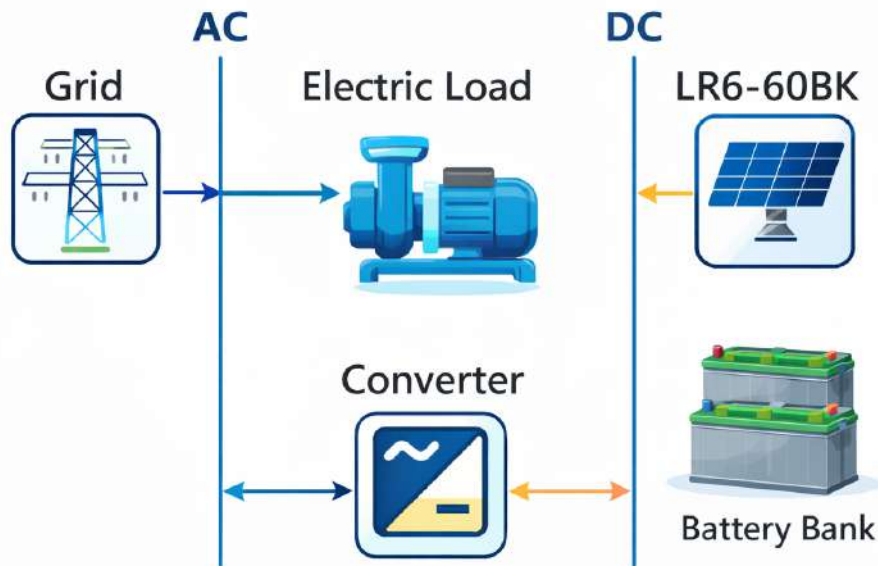 AC
DC
Grid
Electric Load
LR6-60BK
Converter
Battery Bank